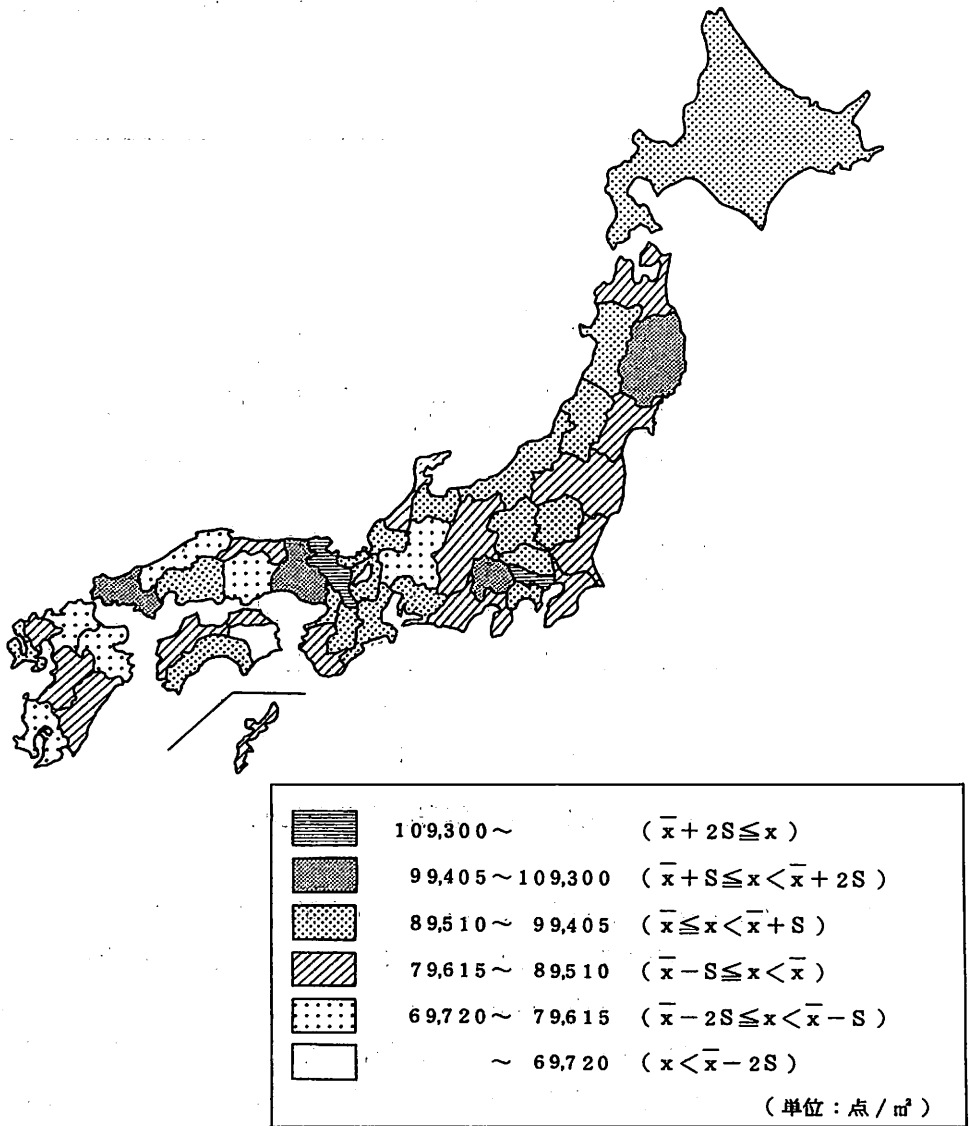 109,300～ ( x̄＋2S≦x )
99,405～109,300 ( x̄＋S≦x＜x̄＋2S )
89,510～ 99,405 ( x̄≦x＜x̄＋S )
79,615～ 89,510 ( x̄－S≦x＜x̄ )
69,720～ 79,615 ( x̄－2S≦x＜x̄－S )
～ 69,720 ( x＜x̄－2S )
( 単位：点／㎡ )